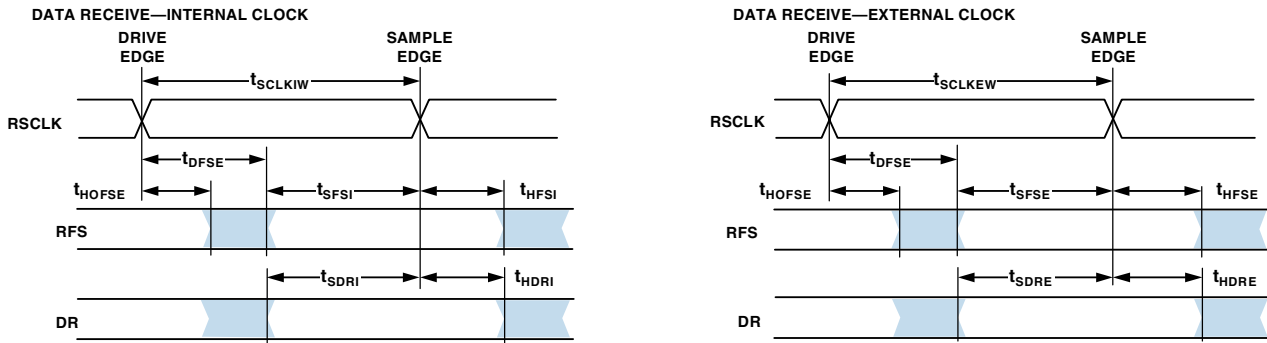 DATA RECEIVE—INTERNAL CLOCK
DRIVE
EDGE
SAMPLE
EDGE
tSCLKIW
RSCLK
tDFSE
tHOFSE
tSFSI
tHFSI
RFS
tSDRI
tHDRI
DR
DATA RECEIVE—EXTERNAL CLOCK
DRIVE
EDGE
SAMPLE
EDGE
tSCLKEW
RSCLK
tDFSE
tHOFSE
tSFSE
tHFSE
RFS
tSDRE
tHDRE
DR